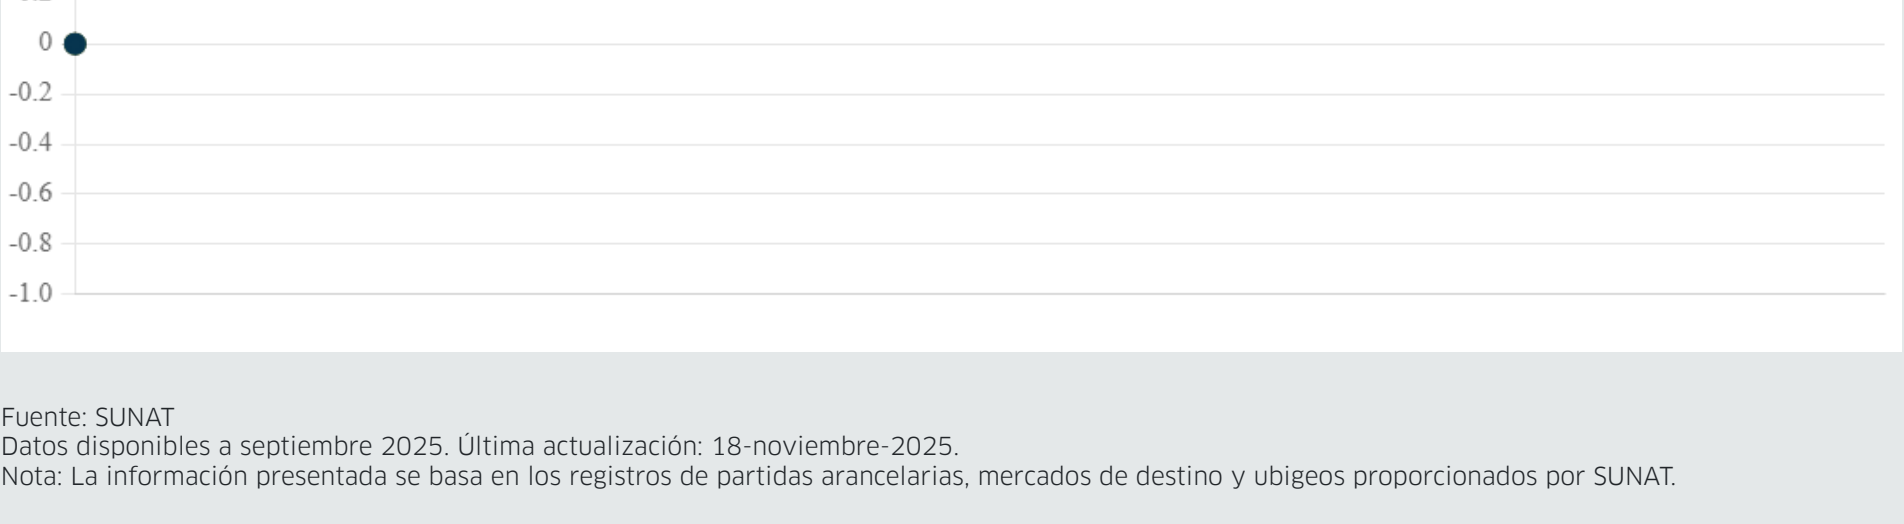 0
-0.2
-0.4
-0.6
-0.8
-1.0
Fuente: SUNAT
Datos disponibles a septiembre 2025. Última actualización: 18-noviembre-2025.
Nota: La información presentada se basa en los registros de partidas arancelarias, mercados de destino y ubigeos proporcionados por SUNAT.